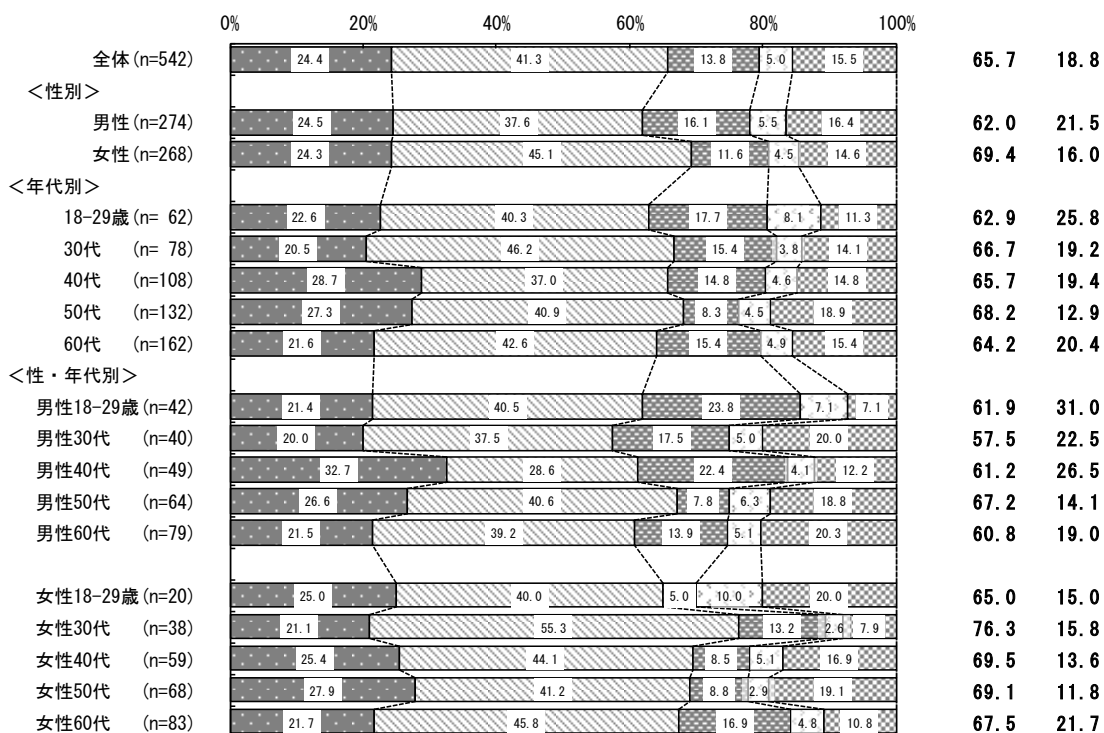 0% 20% 40% 60% 80% 100%
全体(n=542) 24.4 41.3 13.8 5.0 15.5 65.7 18.8
＜性別＞
男性(n=274) 24.5 37.6 16.1 5.5 16.4 62.0 21.5
女性(n=268) 24.3 45.1 11.6 4.5 14.6 69.4 16.0
＜年代別＞
18-29歳(n= 62) 22.6 40.3 17.7 8.1 11.3 62.9 25.8
30代 (n= 78) 20.5 46.2 15.4 3.8 14.1 66.7 19.2
40代 (n=108) 28.7 37.0 14.8 4.6 14.8 65.7 19.4
50代 (n=132) 27.3 40.9 8.3 4.5 18.9 68.2 12.9
60代 (n=162) 21.6 42.6 15.4 4.9 15.4 64.2 20.4
＜性・年代別＞
男性18-29歳(n=42) 21.4 40.5 23.8 7.1 7.1 61.9 31.0
男性30代 (n=40) 20.0 37.5 17.5 5.0 20.0 57.5 22.5
男性40代 (n=49) 32.7 28.6 22.4 4.1 12.2 61.2 26.5
男性50代 (n=64) 26.6 40.6 7.8 6.3 18.8 67.2 14.1
男性60代 (n=79) 21.5 39.2 13.9 5.1 20.3 60.8 19.0
女性18-29歳(n=20) 25.0 40.0 5.0 10.0 20.0 65.0 15.0
女性30代 (n=38) 21.1 55.3 13.2 2.6 7.9 76.3 15.8
女性40代 (n=59) 25.4 44.1 8.5 5.1 16.9 69.5 13.6
女性50代 (n=68) 27.9 41.2 8.8 2.9 19.1 69.1 11.8
女性60代 (n=83) 21.7 45.8 16.9 4.8 10.8 67.5 21.7